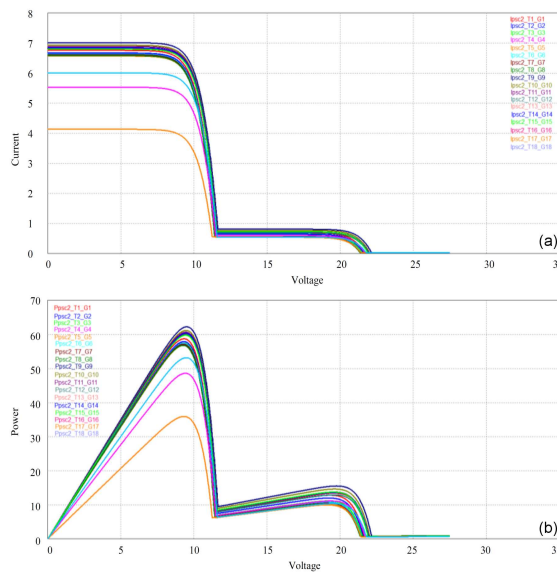 8
7
6
5
4
3
2
1
0
Current
0 5 10 15 20 25 30 35
Voltage
Ipsc2_T1_G1
Ipsc2_T2_G2
Ipsc2_T3_G3
Ipsc2_T4_G4
Ipsc2_T5_G5
Ipsc2_T6_G6
Ipsc2_T7_G7
Ipsc2_T8_G8
Ipsc2_T9_G9
Ipsc2_T10_G10
Ipsc2_T11_G11
Ipsc2_T12_G12
Ipsc2_T13_G13
Ipsc2_T14_G14
Ipsc2_T15_G15
Ipsc2_T16_G16
Ipsc2_T17_G17
Ipsc2_T18_G18
(a)
70
60
50
40
30
20
10
0
Power
Ppsc2_T1_G1
Ppsc2_T2_G2
Ppsc2_T3_G3
Ppsc2_T4_G4
Ppsc2_T5_G5
Ppsc2_T6_G6
Ppsc2_T7_G7
Ppsc2_T8_G8
Ppsc2_T9_G9
Ppsc2_T10_G10
Ppsc2_T11_G11
Ppsc2_T12_G12
Ppsc2_T13_G13
Ppsc2_T14_G14
Ppsc2_T15_G15
Ppsc2_T16_G16
Ppsc2_T17_G17
Ppsc2_T18_G18
(b)
0 5 10 15 20 25 30 35
Voltage